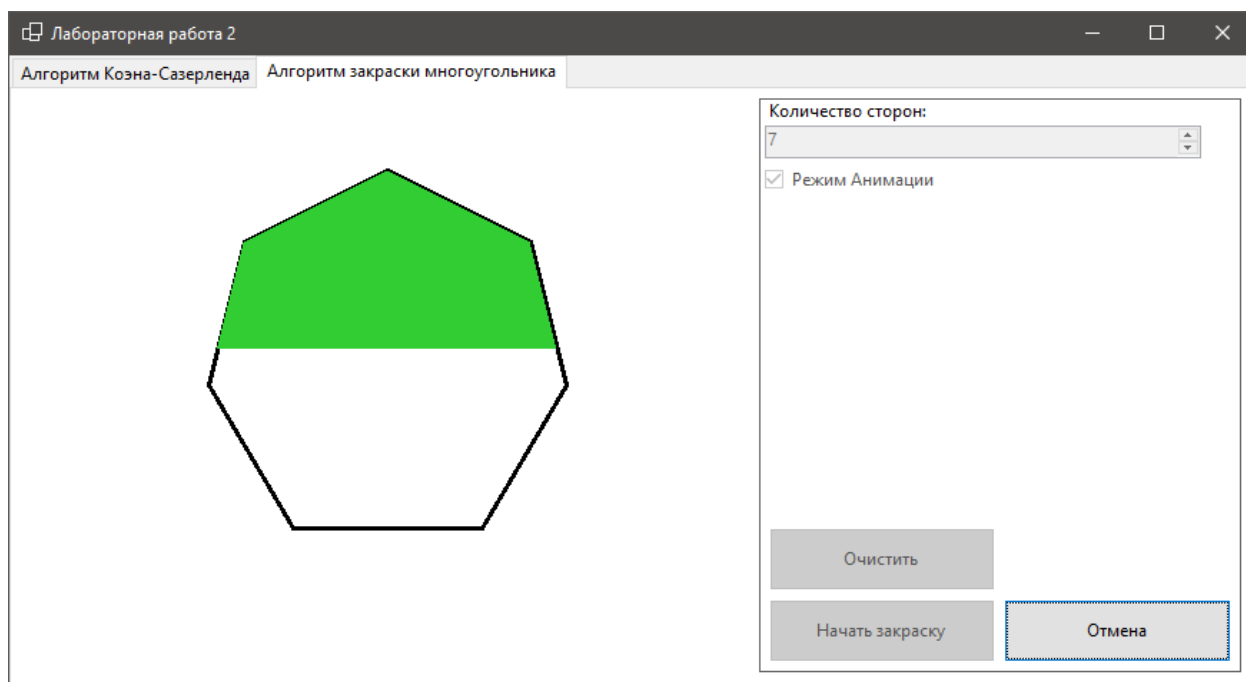 Лабораторная работа 2
Алгоритм Коэна-Сазерленда
Алгоритм закраски многоугольника
Количество сторон:
7
Режим Анимации
Очистить
Начать закраску
Отмена